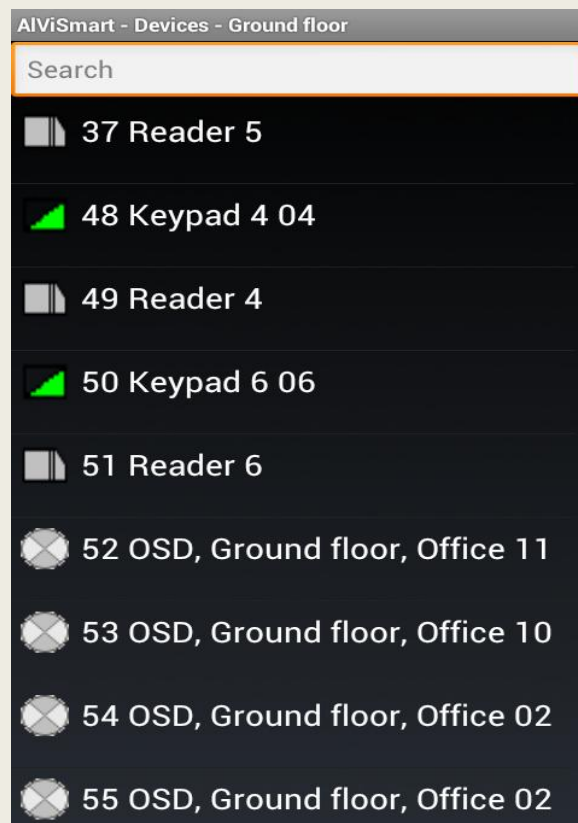 AlViSmart - Devices - Ground floor
Search
37 Reader 5
48 Keypad 4 04
49 Reader 4
50 Keypad 6 06
51 Reader 6
52 OSD, Ground floor, Office 11
53 OSD, Ground floor, Office 10
54 OSD, Ground floor, Office 02
55 OSD, Ground floor, Office 02